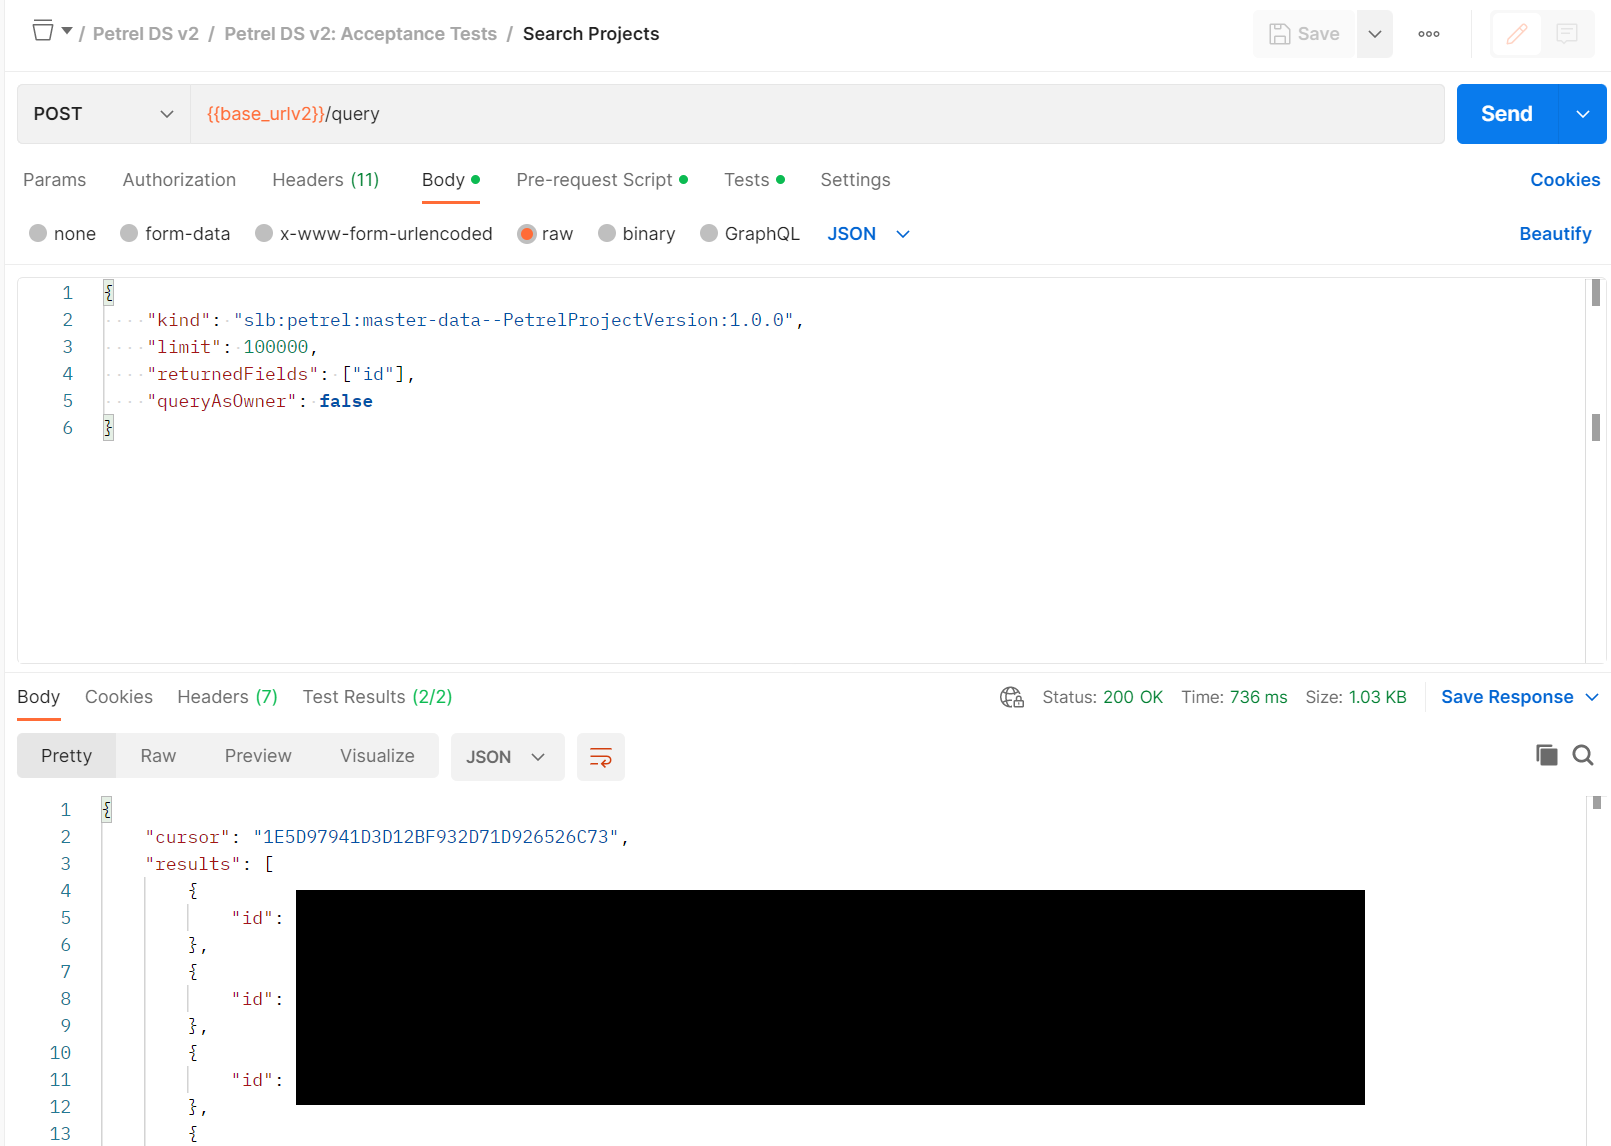 / Petrel DS v2 / Petrel DS v2: Acceptance Tests / Search Projects
Save
POST
{{base_urlv2}}/query
Send
Params Authorization Headers (11) Body Pre-request Script Tests Settings Cookies
none form-data x-www-form-urlencoded raw binary GraphQL JSON Beautify
1 {
2 "kind": "slb:petrel:master-data--PetrelProjectVersion:1.0.0",
3 "limit": 100000,
4 "returnedFields": ["id"],
5 "queryAsOwner": false
6 }
Body Cookies Headers (7) Test Results (2/2) Status: 200 OK Time: 736 ms Size: 1.03 KB Save Response
Pretty Raw Preview Visualize JSON
1 {
2 "cursor": "1E5D97941D3D12BF932D71D926526C73",
3 "results": [
4 {
5 "id":
6 },
7 {
8 "id":
9 },
10 {
11 "id":
12 },
13 {